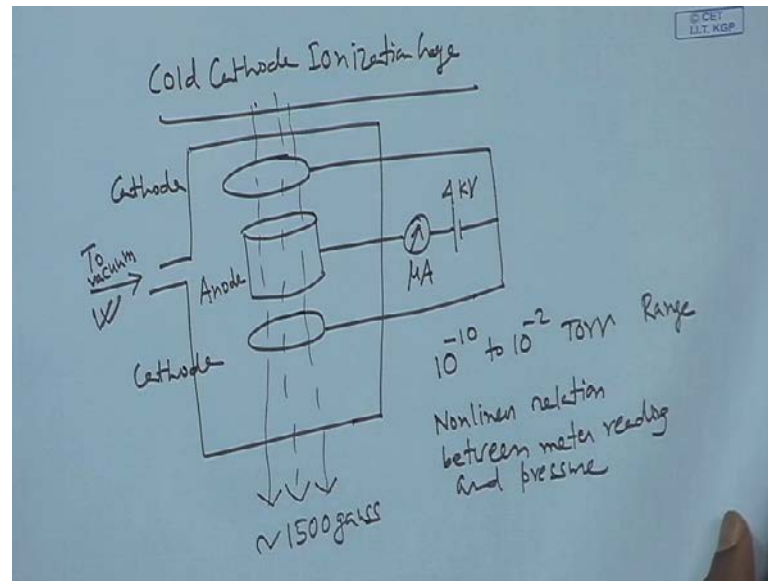 © CET
I.I.T. KGP
Cold Cathode Ionization Gage
Cathode
4 kV
To
vacuum
Anode
μA
Cathode
10⁻¹⁰ to 10⁻² Torr Range
Nonlinear relation
between meter reading
and pressure
~1500 gauss